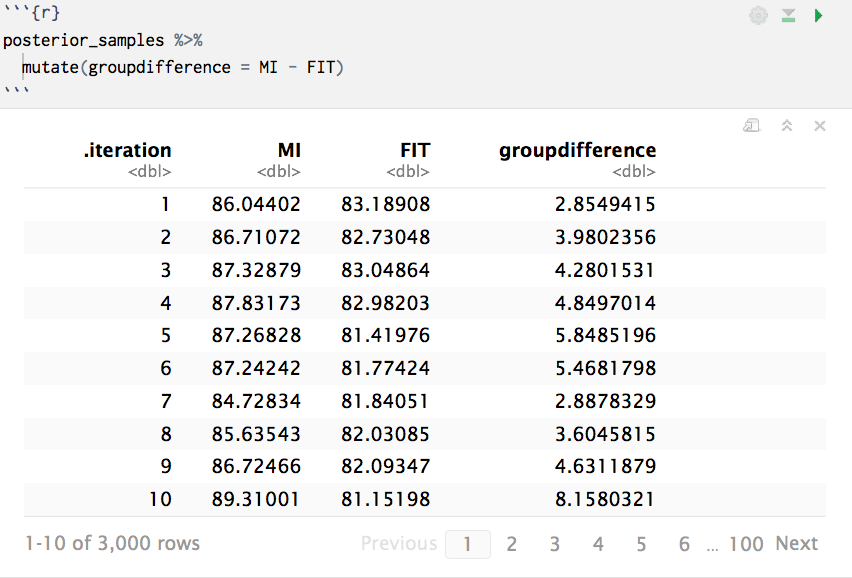 ```{r}
posterior_samples %>%
mutate(groupdifference = MI - FIT)
```
.iteration MI FIT groupdifference
<dbl> <dbl> <dbl> <dbl>
1 86.04402 83.18908 2.8549415
2 86.71072 82.73048 3.9802356
3 87.32879 83.04864 4.2801531
4 87.83173 82.98203 4.8497014
5 87.26828 81.41976 5.8485196
6 87.24242 81.77424 5.4681798
7 84.72834 81.84051 2.8878329
8 85.63543 82.03085 3.6045815
9 86.72466 82.09347 4.6311879
10 89.31001 81.15198 8.1580321
1-10 of 3,000 rows Previous 1 2 3 4 5 6 ... 100 Next